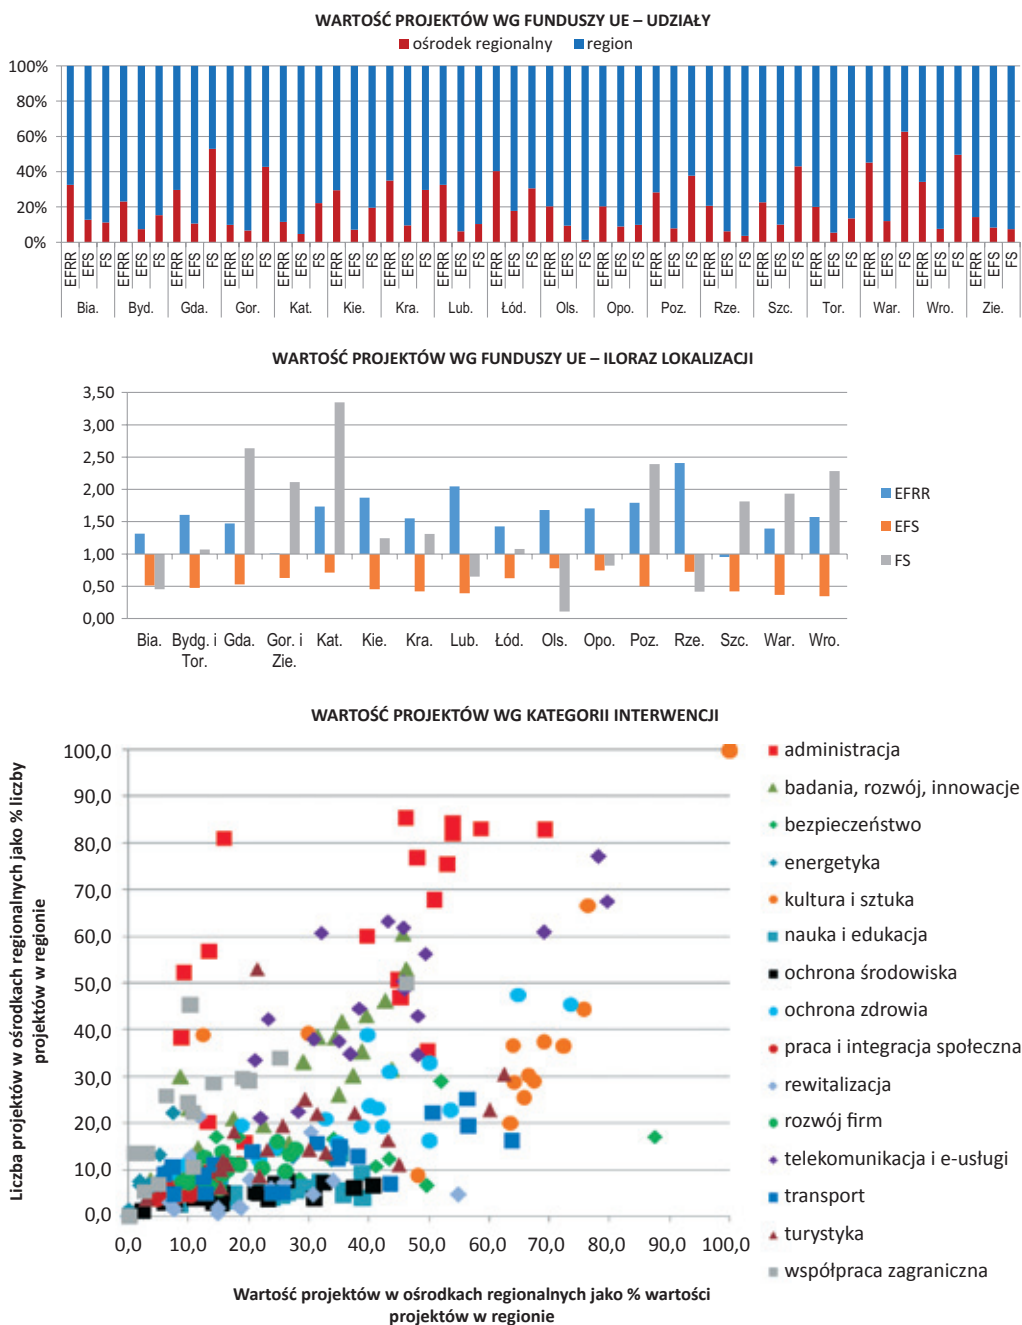 WARTOŚĆ PROJEKTÓW WG FUNDUSZY UE – UDZIAŁY
ośrodek regionalny region
100%
80%
60%
40%
20%
0%
EFRR EFS FS EFRR EFS FS EFRR EFS FS EFRR EFS FS EFRR EFS FS EFRR EFS FS EFRR EFS FS EFRR EFS FS EFRR EFS FS EFRR EFS FS EFRR EFS FS EFRR EFS FS EFRR EFS FS EFRR EFS FS EFRR EFS FS EFRR EFS FS EFRR EFS FS EFRR EFS FS
Bia. Byd. Gda. Gor. Kat. Kie. Kra. Lub. Łód. Ols. Opo. Poz. Rze. Szc. Tor. War. Wro. Zie.
WARTOŚĆ PROJEKTÓW WG FUNDUSZY UE – ILORAZ LOKALIZACJI
3,50
3,00
2,50
2,00
1,50
1,00
0,50
0,00
EFRR
EFS
FS
Bia. Bydg. i Gda. Gor. i Kat. Kie. Kra. Lub. Łód. Ols. Opo. Poz. Rze. Szc. War. Wro.
Tor. Zie.
WARTOŚĆ PROJEKTÓW WG KATEGORII INTERWENCJI
Liczba projektów w ośrodkach regionalnych jako % liczby
projektów w regionie
100,0
90,0
80,0
70,0
60,0
50,0
40,0
30,0
20,0
10,0
0,0
0,0 10,0 20,0 30,0 40,0 50,0 60,0 70,0 80,0 90,0 100,0
Wartość projektów w ośrodkach regionalnych jako % wartości
projektów w regionie
administracja
badania, rozwój, innowacje
bezpieczeństwo
energetyka
kultura i sztuka
nauka i edukacja
ochrona środowiska
ochrona zdrowia
praca i integracja społeczna
rewitalizacja
rozwój firm
telekomunikacja i e-usługi
transport
turystyka
współpraca zagraniczna